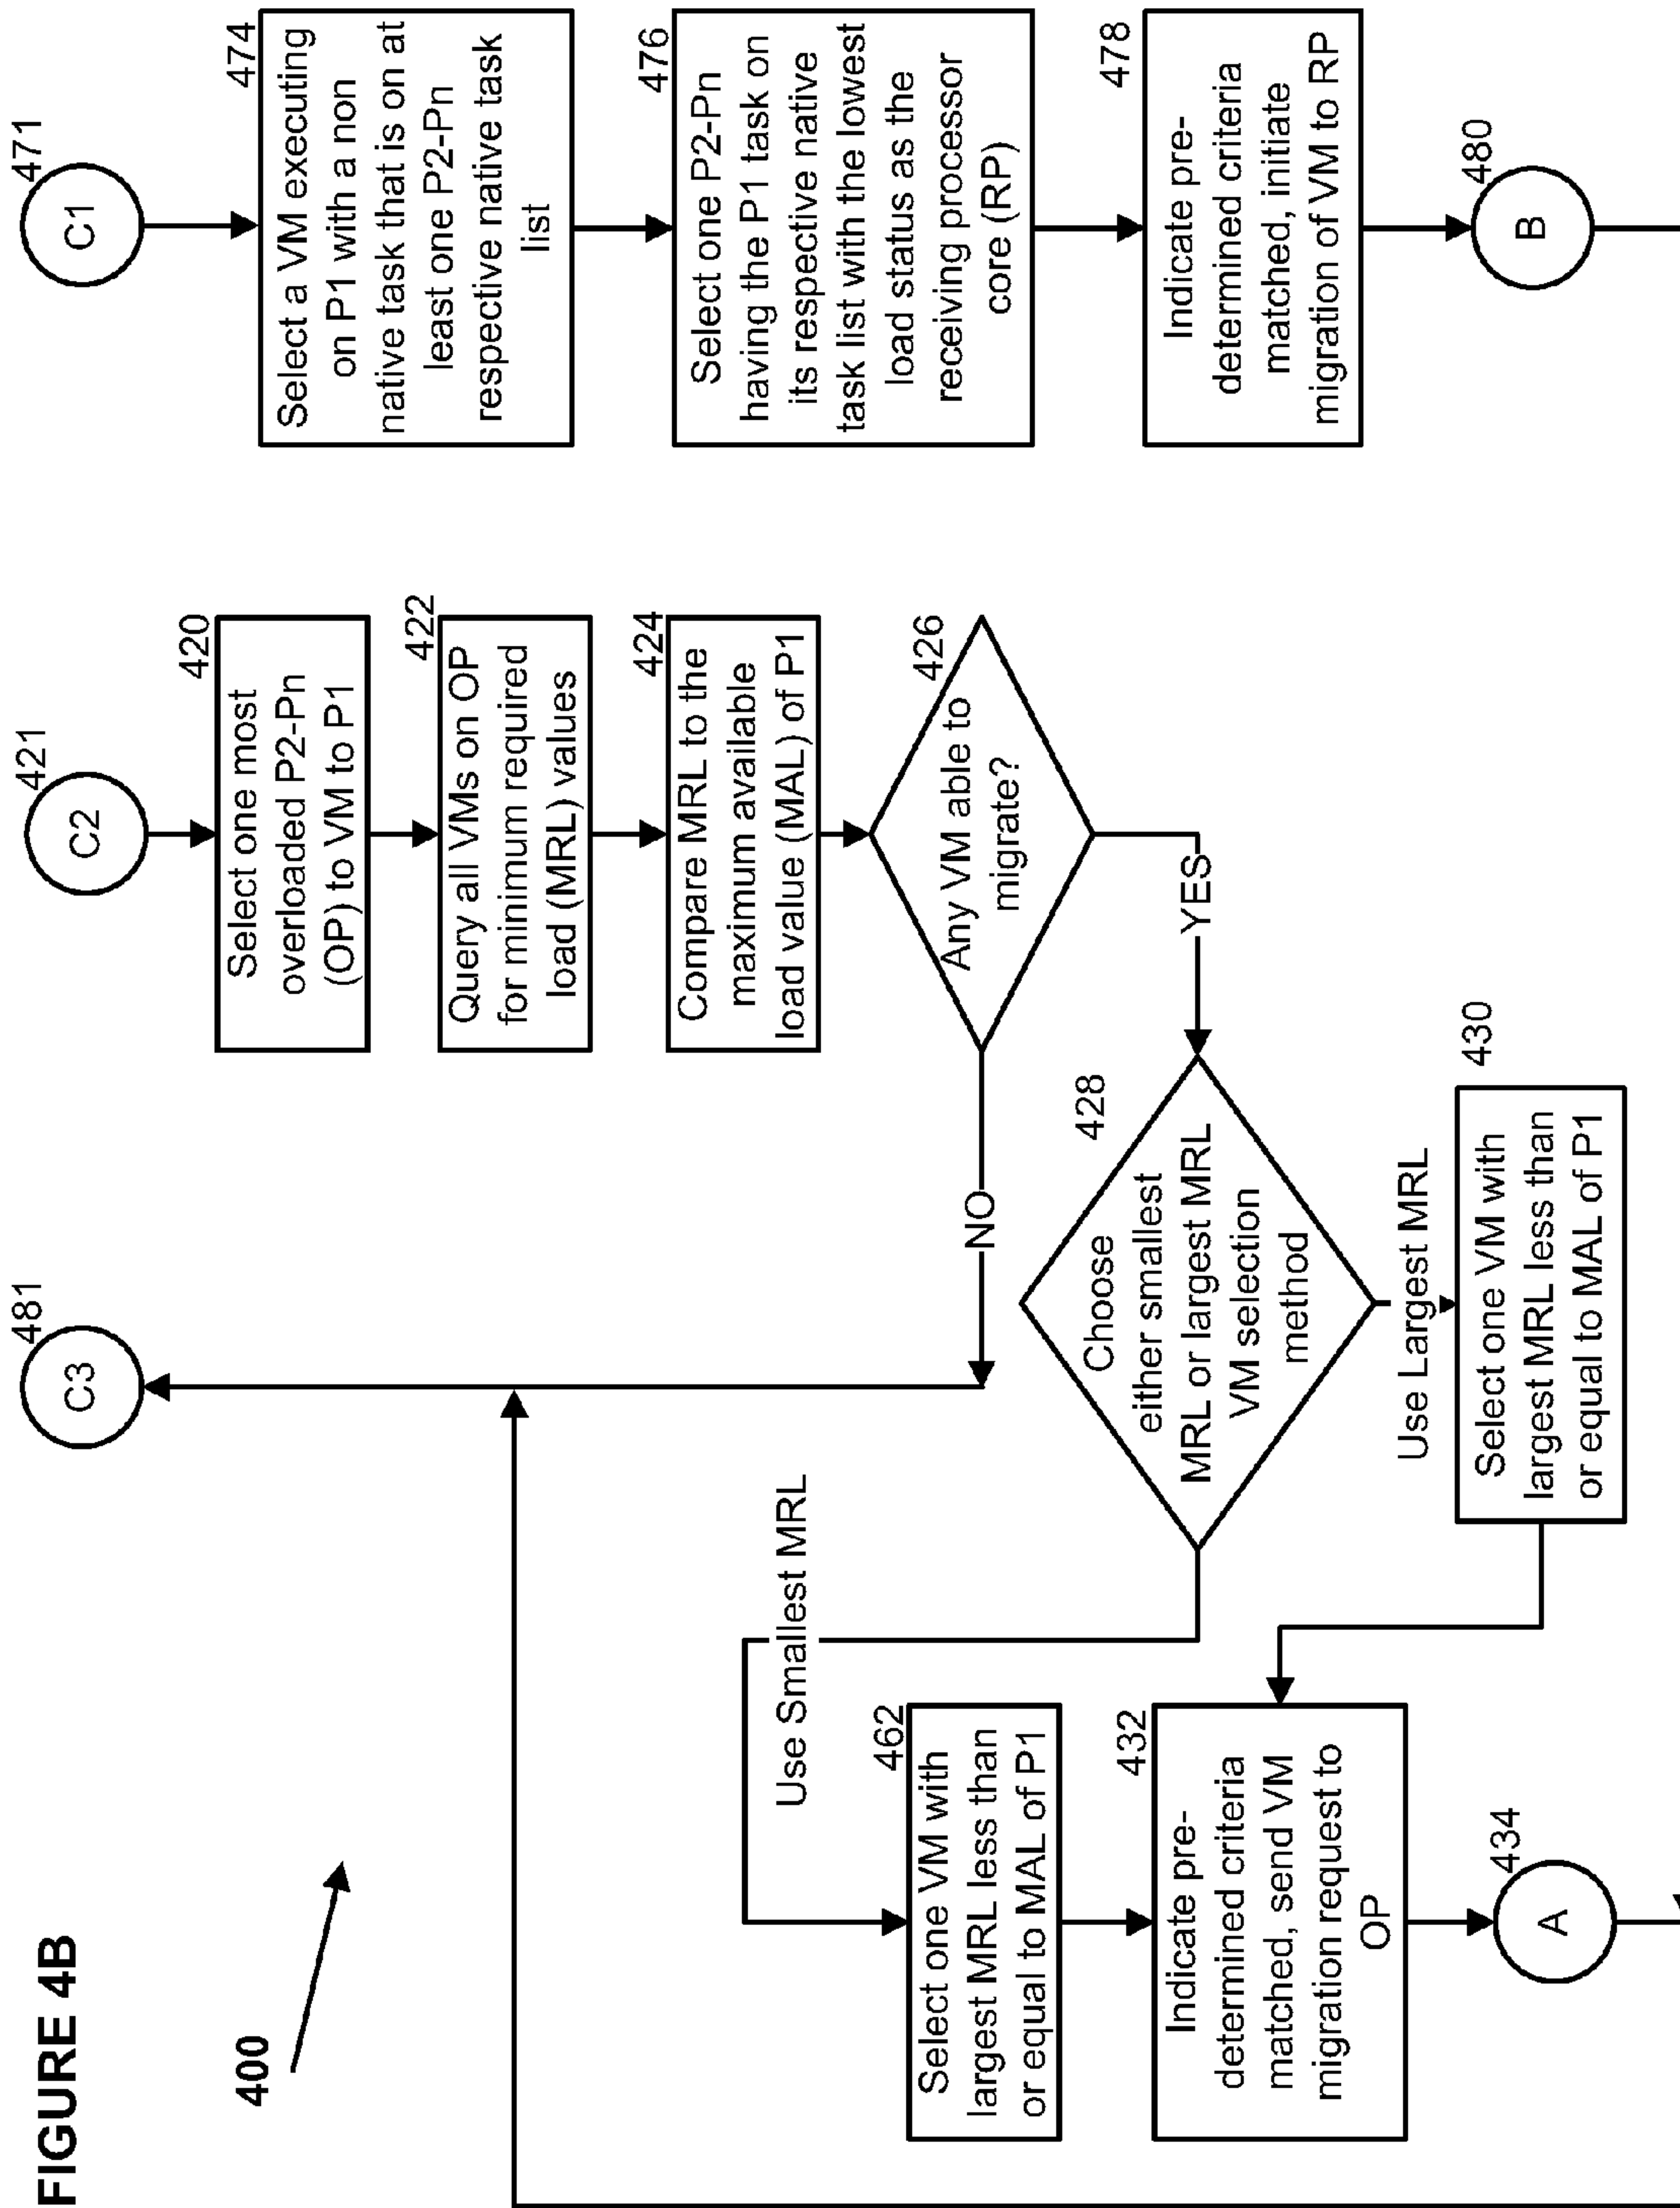 FIGURE 4B
400
471
C1
474
Select a VM executing
on P1 with a non
native task that is on at
least one P2-Pn
respective native task
list
476
Select one P2-Pn
having the P1 task on
its respective native
task list with the lowest
load status as the
receiving processor
core (RP)
478
Indicate pre-
determined criteria
matched, initiate
migration of VM to RP
480
B
421
C2
420
Select one most
overloaded P2-Pn
(OP) to VM to P1
422
Query all VMs on OP
for minimum required
load (MRL) values
424
Compare MRL to the
maximum available
load value (MAL) of P1
426
Any VM able to
migrate?
NO
YES
481
C3
428
Choose
either smallest
MRL or largest MRL
VM selection
method
Use Largest MRL
430
Select one VM with
largest MRL less than
or equal to MAL of P1
Use Smallest MRL
462
Select one VM with
largest MRL less than
or equal to MAL of P1
432
Indicate pre-
determined criteria
matched, send VM
migration request to
OP
434
A